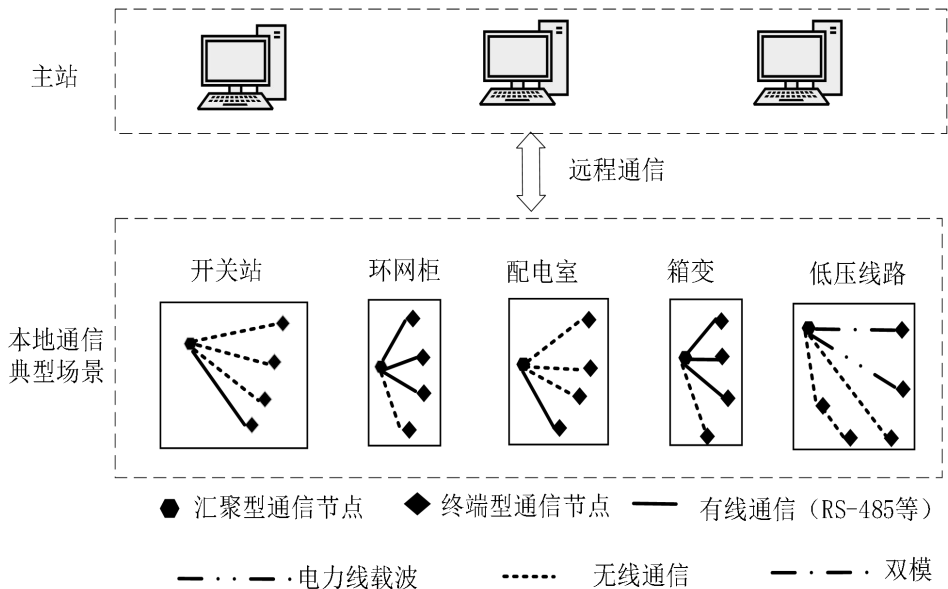 主站
远程通信
开关站
环网柜
配电室
箱变
低压线路
本地通信
典型场景
汇聚型通信节点
终端型通信节点
有线通信（RS-485等）
电力线载波
无线通信
双模